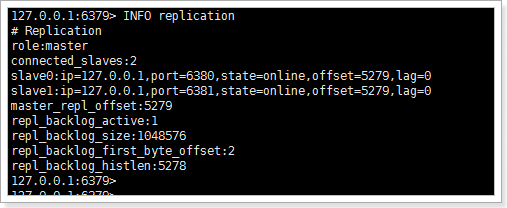 127.0.0.1:6379> INFO replication
# Replication
role:master
connected_slaves:2
slave0:ip=127.0.0.1,port=6380,state=online,offset=5279,lag=0
slave1:ip=127.0.0.1,port=6381,state=online,offset=5279,lag=0
master_repl_offset:5279
repl_backlog_active:1
repl_backlog_size:1048576
repl_backlog_first_byte_offset:2
repl_backlog_histlen:5278
127.0.0.1:6379>
127.0.0.1:6379>